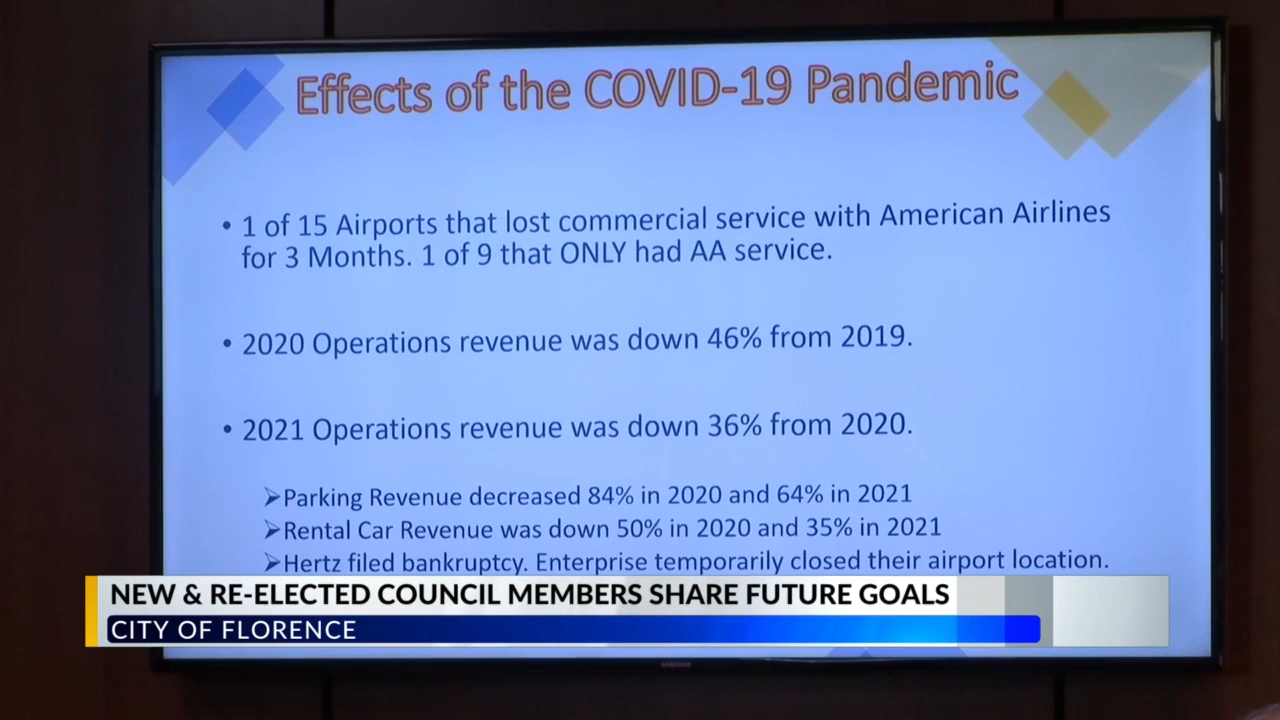 Effects of the COVID-19 Pandemic
• 1 of 15 Airports that lost commercial service with American Airlines
for 3 Months. 1 of 9 that ONLY had AA service.
• 2020 Operations revenue was down 46% from 2019.
• 2021 Operations revenue was down 36% from 2020.
➢Parking Revenue decreased 84% in 2020 and 64% in 2021
➢Rental Car Revenue was down 50% in 2020 and 35% in 2021
➢Hertz filed bankruptcy. Enterprise temporarily closed their airport location.
NEW & RE-ELECTED COUNCIL MEMBERS SHARE FUTURE GOALS
CITY OF FLORENCE
SAMSUNG